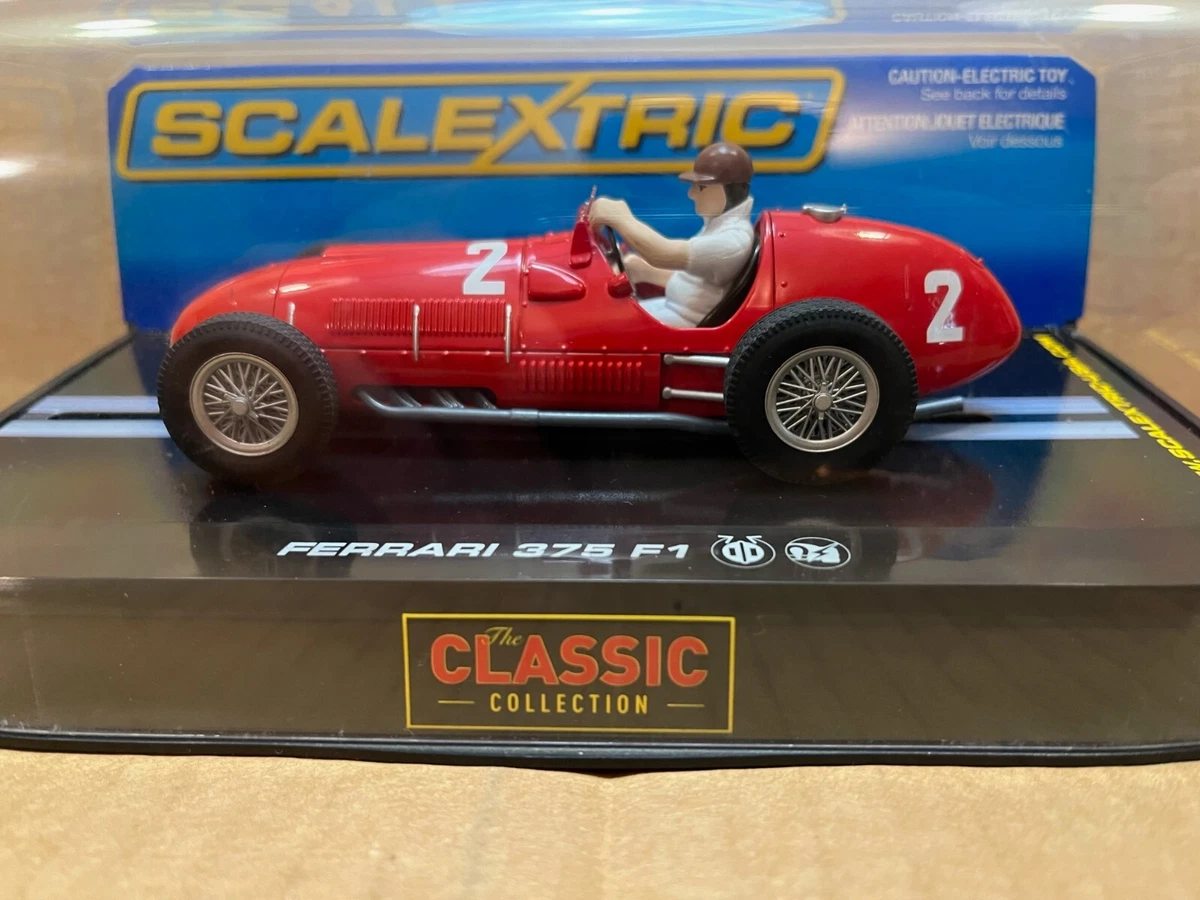 SCALEXTRIC
CAUTION-ELECTRIC TOY
See back for details
ATTENTION-JOUET ELECTRIQUE
Voir dessous
2
2
FERRARI 375 F1
The
CLASSIC
COLLECTION